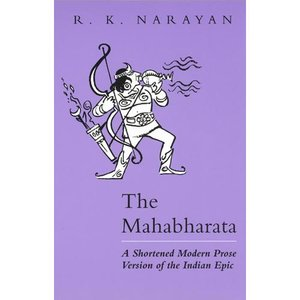 R. K. NARAYAN
The
Mahabharata
A Shortened Modern Prose
Version of the Indian Epic